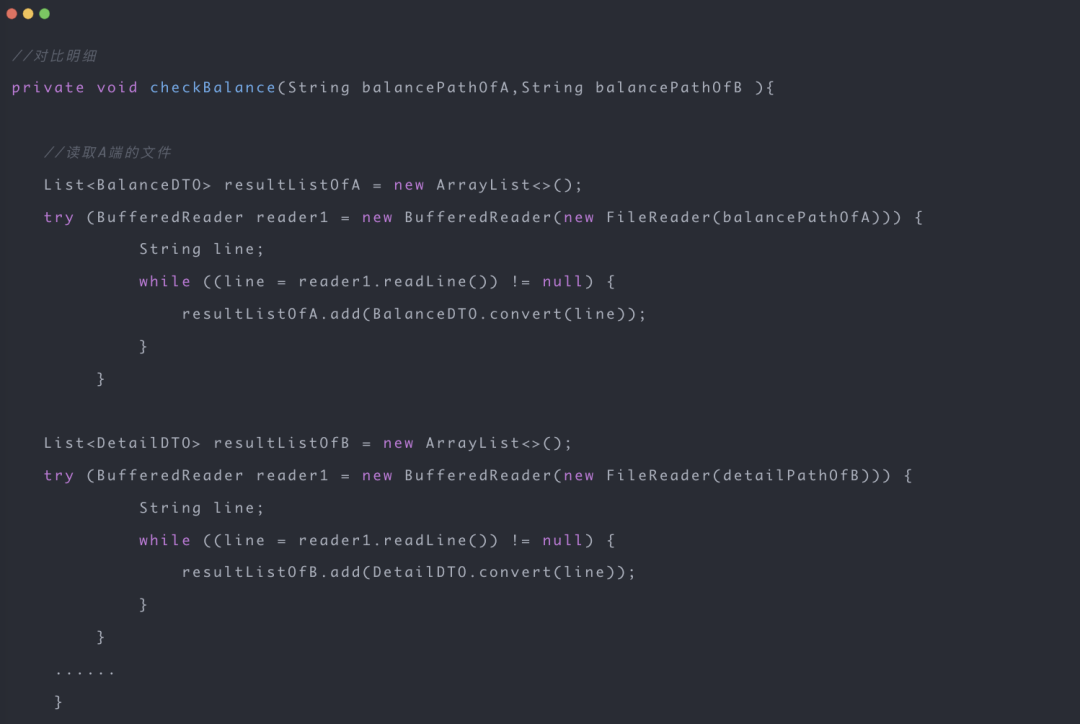 //对比明细
private void checkBalance(String balancePathOfA,String balancePathOfB ){
//读取A端的文件
List<BalanceDTO> resultListOfA = new ArrayList<>();
try (BufferedReader reader1 = new BufferedReader(new FileReader(balancePathOfA))) {
String line;
while ((line = reader1.readLine()) != null) {
resultListOfA.add(BalanceDTO.convert(line));
}
}
List<DetailDTO> resultListOfB = new ArrayList<>();
try (BufferedReader reader1 = new BufferedReader(new FileReader(detailPathOfB))) {
String line;
while ((line = reader1.readLine()) != null) {
resultListOfB.add(DetailDTO.convert(line));
}
}
......
}